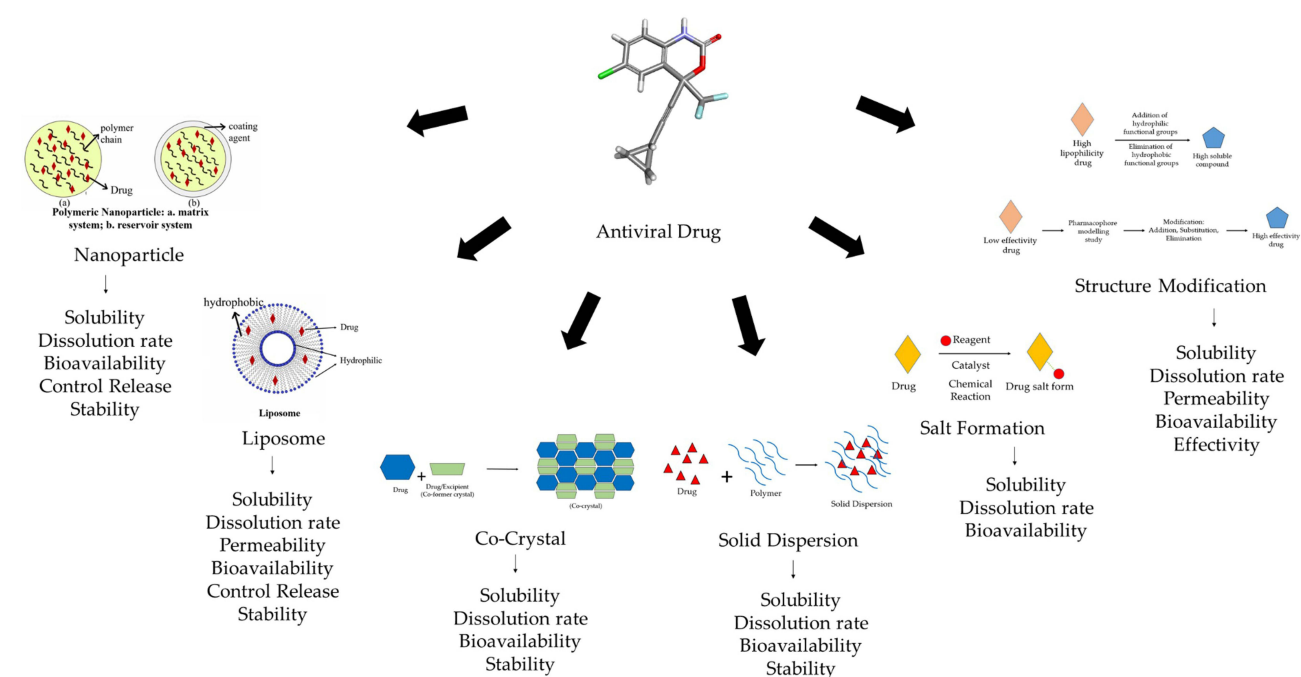 Antiviral Drug
polymer
chain
coating
agent
Drug
(a)
(b)
Polymeric Nanoparticle: a. matrix
system; b. reservoir system
Nanoparticle
Solubility
Dissolution rate
Bioavailability
Control Release
Stability
hydrophobic
Drug
Hydrophilic
Liposome
Liposome
Solubility
Dissolution rate
Permeability
Bioavailability
Control Release
Stability
Drug
+
Drug/Excipient
(Co-former crystal)
(Co-crystal)
Co-Crystal
Solubility
Dissolution rate
Bioavailability
Stability
Drug
+
Polymer
Solid Dispersion
Solid Dispersion
Solubility
Dissolution rate
Bioavailability
Stability
Drug
Reagent
Catalyst
Chemical
Reaction
Drug salt form
Salt Formation
Solubility
Dissolution rate
Bioavailability
High
lipophilicity
drug
Addition of
hydrophilic
functional groups
Elimination of
hydrophobic
functional groups
High soluble
compound
Low effectivity
drug
Pharmacophore
modelling
study
Modification:
Addition, Substitution,
Elimination
High effectivity
drug
Structure Modification
Solubility
Dissolution rate
Permeability
Bioavailability
Effectivity